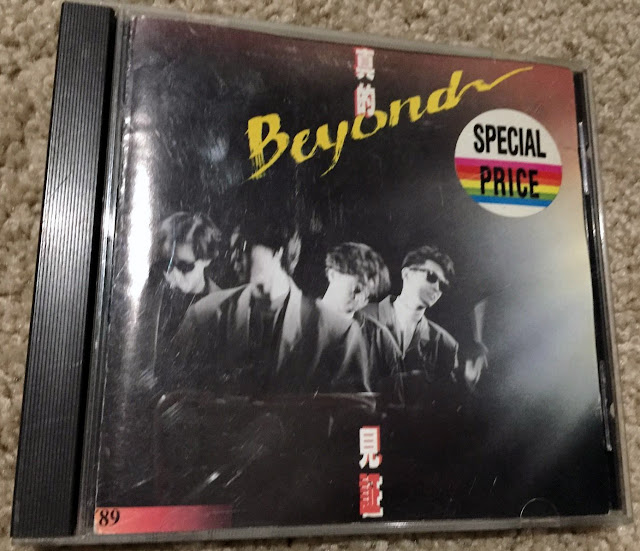 真的
Beyond
SPECIAL
PRICE
見證
89